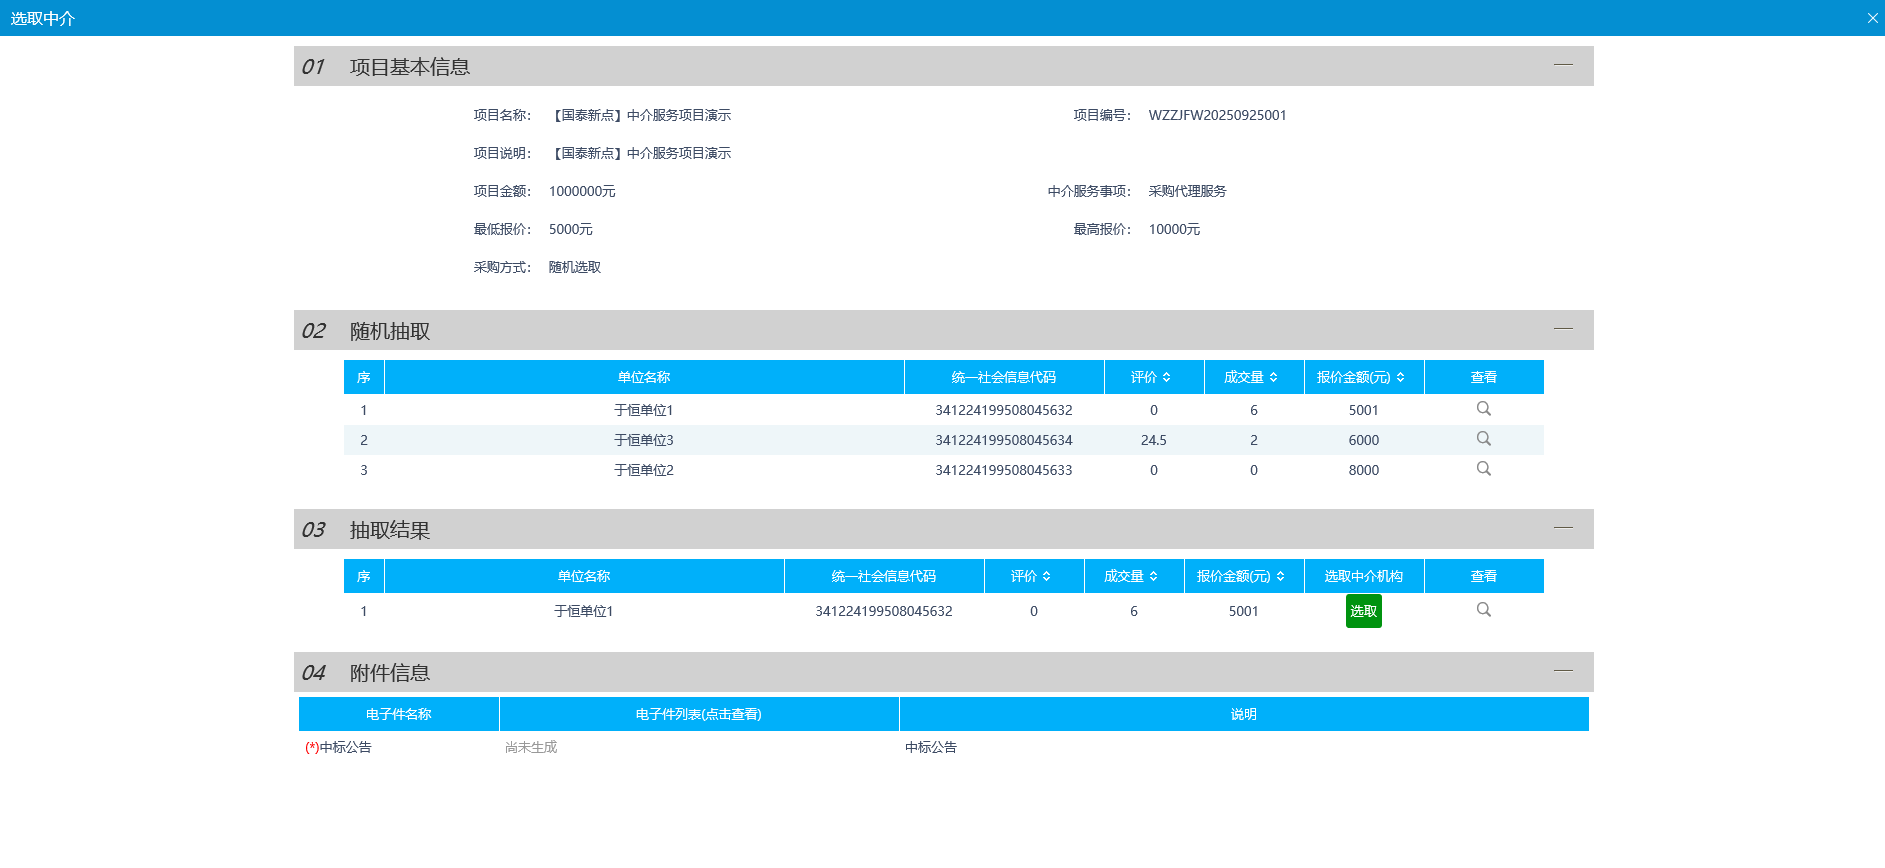 选取中介
01 项目基本信息
项目名称： 【国泰新点】中介服务项目演示 项目编号： WZZJFW20250925001
项目说明： 【国泰新点】中介服务项目演示
项目金额： 1000000元 中介服务事项： 采购代理服务
最低报价： 5000元 最高报价： 10000元
采购方式： 随机选取
02 随机抽取
序 单位名称 统一社会信息代码 评价 成交量 报价金额(元) 查看
1 于恒单位1 341224199508045632 0 6 5001
2 于恒单位3 341224199508045634 24.5 2 6000
3 于恒单位2 341224199508045633 0 0 8000
03 抽取结果
序 单位名称 统一社会信息代码 评价 成交量 报价金额(元) 选取中介机构 查看
1 于恒单位1 341224199508045632 0 6 5001 选取
04 附件信息
电子件名称 电子件列表(点击查看) 说明
(*)中标公告 尚未生成 中标公告